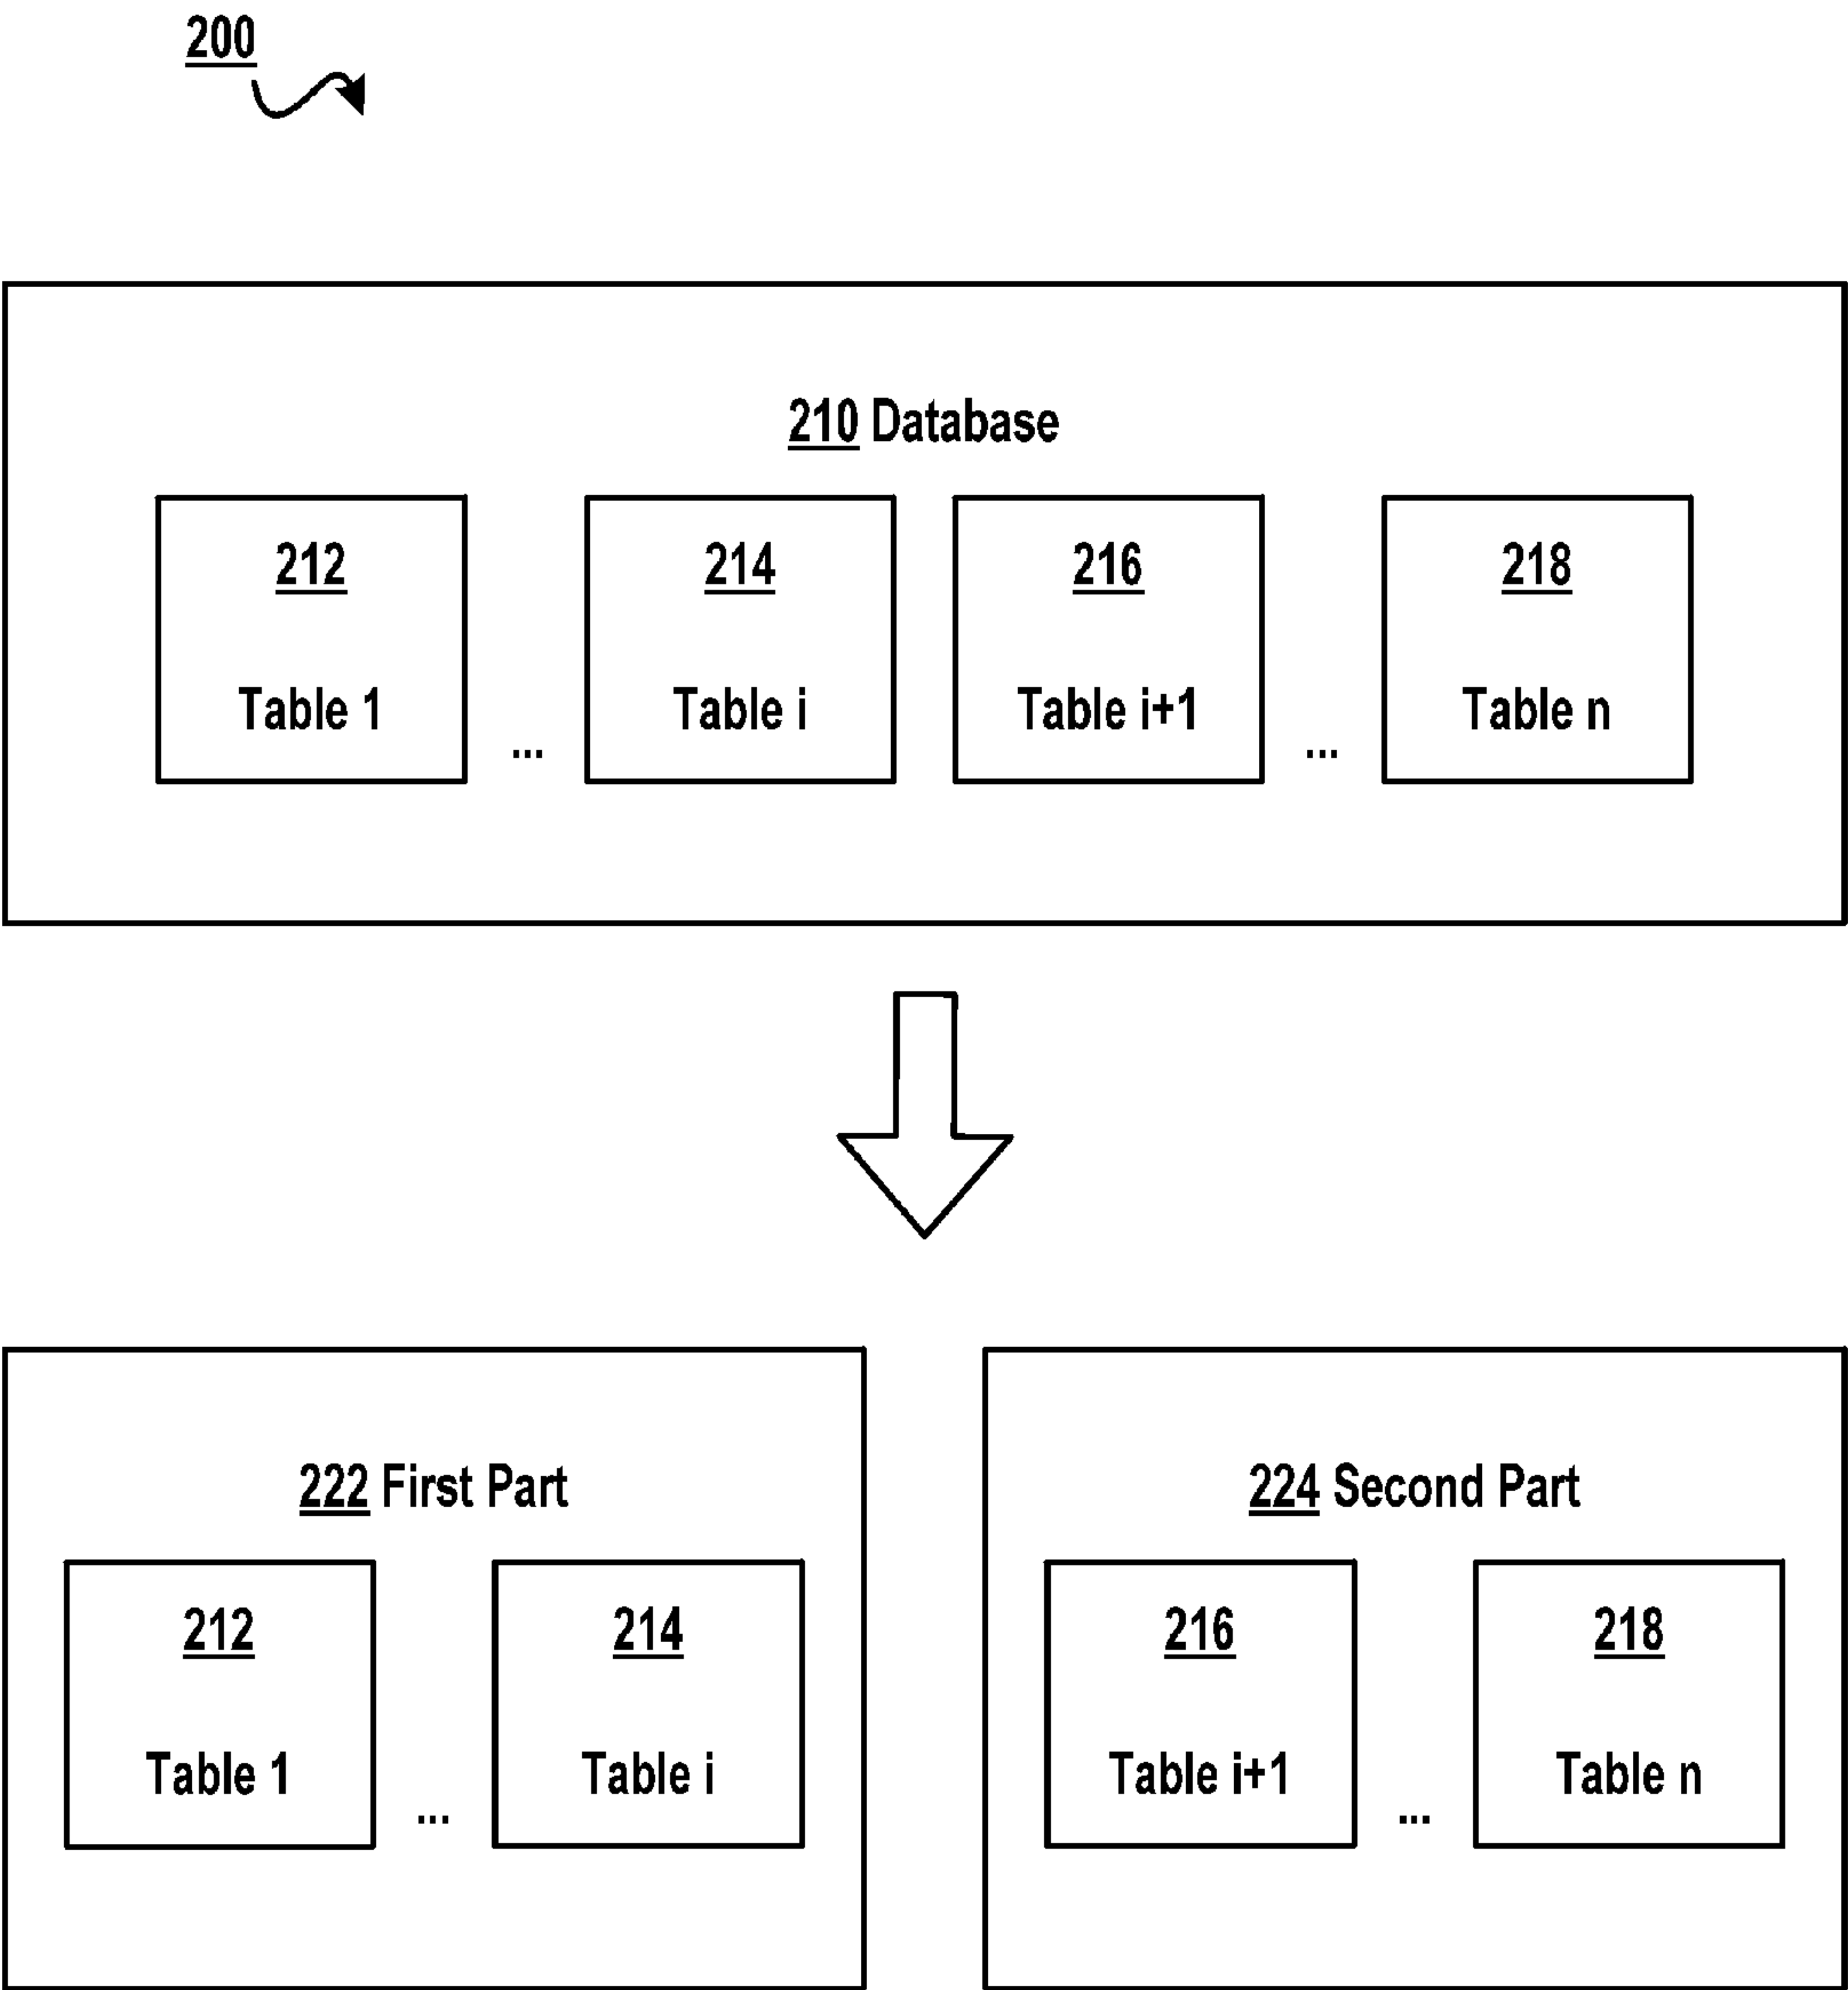 200
210 Database
212 214 216 218
Table 1 ... Table i Table i+1 ... Table n
222 First Part
212 214
Table 1 ... Table i
224 Second Part
216 218
Table i+1 ... Table n